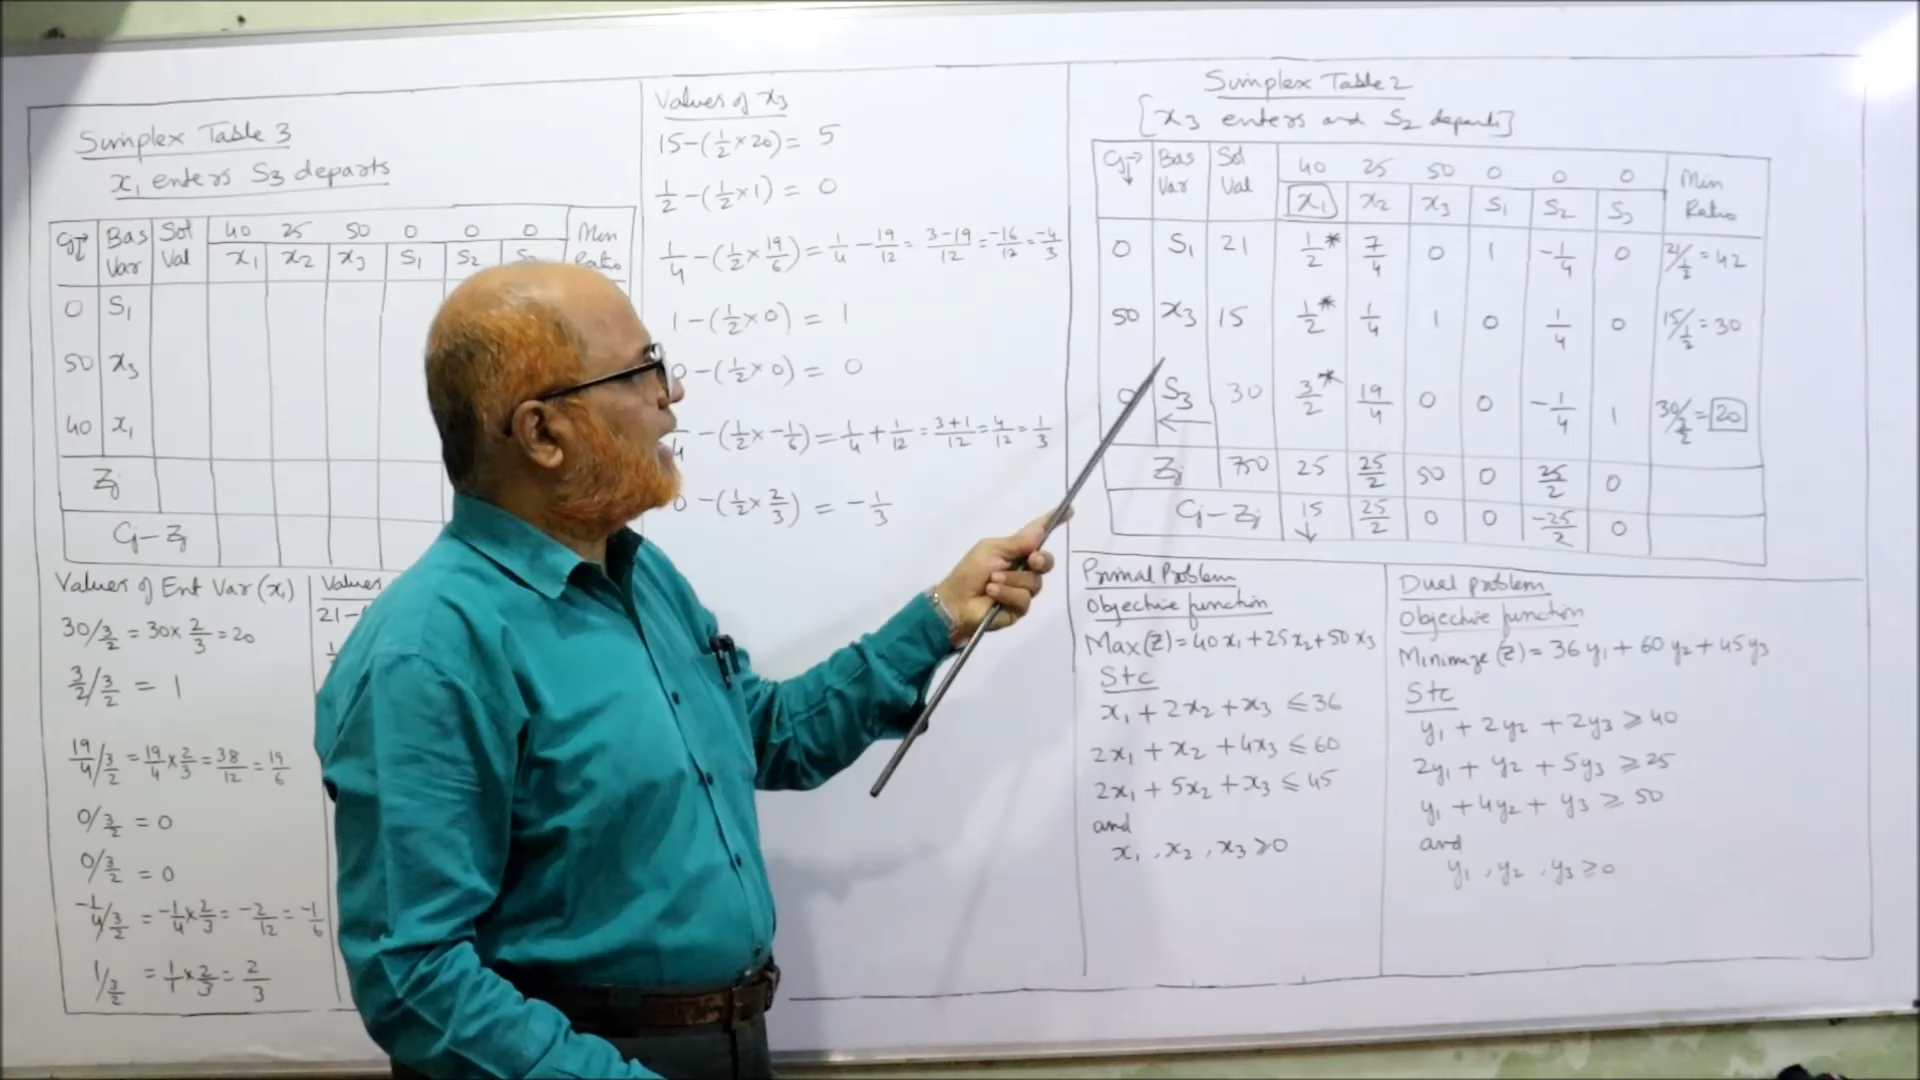 Simplex Table 3
x₁ enters S₃ departs
Cj→↓ Bas Var Sol Val 40 25 50 0 0 0 Min Ratio
x₁ x₂ x₃ S₁ S₂
0 S₁
50 x₃
40 x₁
Zj
Cj-Zj
Values of Ent Var (x₁)
30/3/2 = 30×2/3 = 20
3/2/3/2 = 1
19/4/3/2 = 19/4×2/3 = 38/12 = 19/6
0/3/2 = 0
0/3/2 = 0
-1/4/3/2 = -1/4×2/3 = -2/12 = -1/6
1/3/2 = 1/1×2/3 = 2/3
Values
21-
Values of x₃
15-(1/2×20) = 5
1/2-(1/2×1) = 0
1/4-(1/2×19/6) = 1/4-19/12 = 3-19/12 = -16/12 = -4/3
1-(1/2×0) = 1
0-(1/2×0) = 0
1/4-(1/2×-1/6) = 1/4+1/12 = 3+1/12 = 4/12 = 1/3
0-(1/2×2/3) = -1/3
Simplex Table 2
[x₃ enters and S₂ departs]
Cj→↓ Bas Var Sol Val 40 25 50 0 0 0 Min Ratio
x₁ x₂ x₃ S₁ S₂ S₃
0 S₁ 21 1/2* 7/4 0 1 -1/4 0 21/1/2 = 42
50 x₃ 15 1/2* 1/4 1 0 1/4 0 15/1/2 = 30
0 S₃ 30 3/2* 19/4 0 0 -1/4 1 30/3/2 = 20
Zj 750 25 25/2 50 0 25/2 0
Cj-Zj 15 25/2 0 0 -25/2 0
Primal Problem
Objective function
Max(Z) = 40x₁+25x₂+50x₃
Stc
x₁+2x₂+x₃ ≤ 36
2x₁+x₂+4x₃ ≤ 60
2x₁+5x₂+x₃ ≤ 45
and
x₁, x₂, x₃ ≥ 0
Dual problem
Objective function
Minimize (Z) = 36y₁+60y₂+45y₃
Stc
y₁+2y₂+2y₃ ≥ 40
2y₁+y₂+5y₃ ≥ 25
y₁+4y₂+y₃ ≥ 50
and
y₁, y₂, y₃ ≥ 0